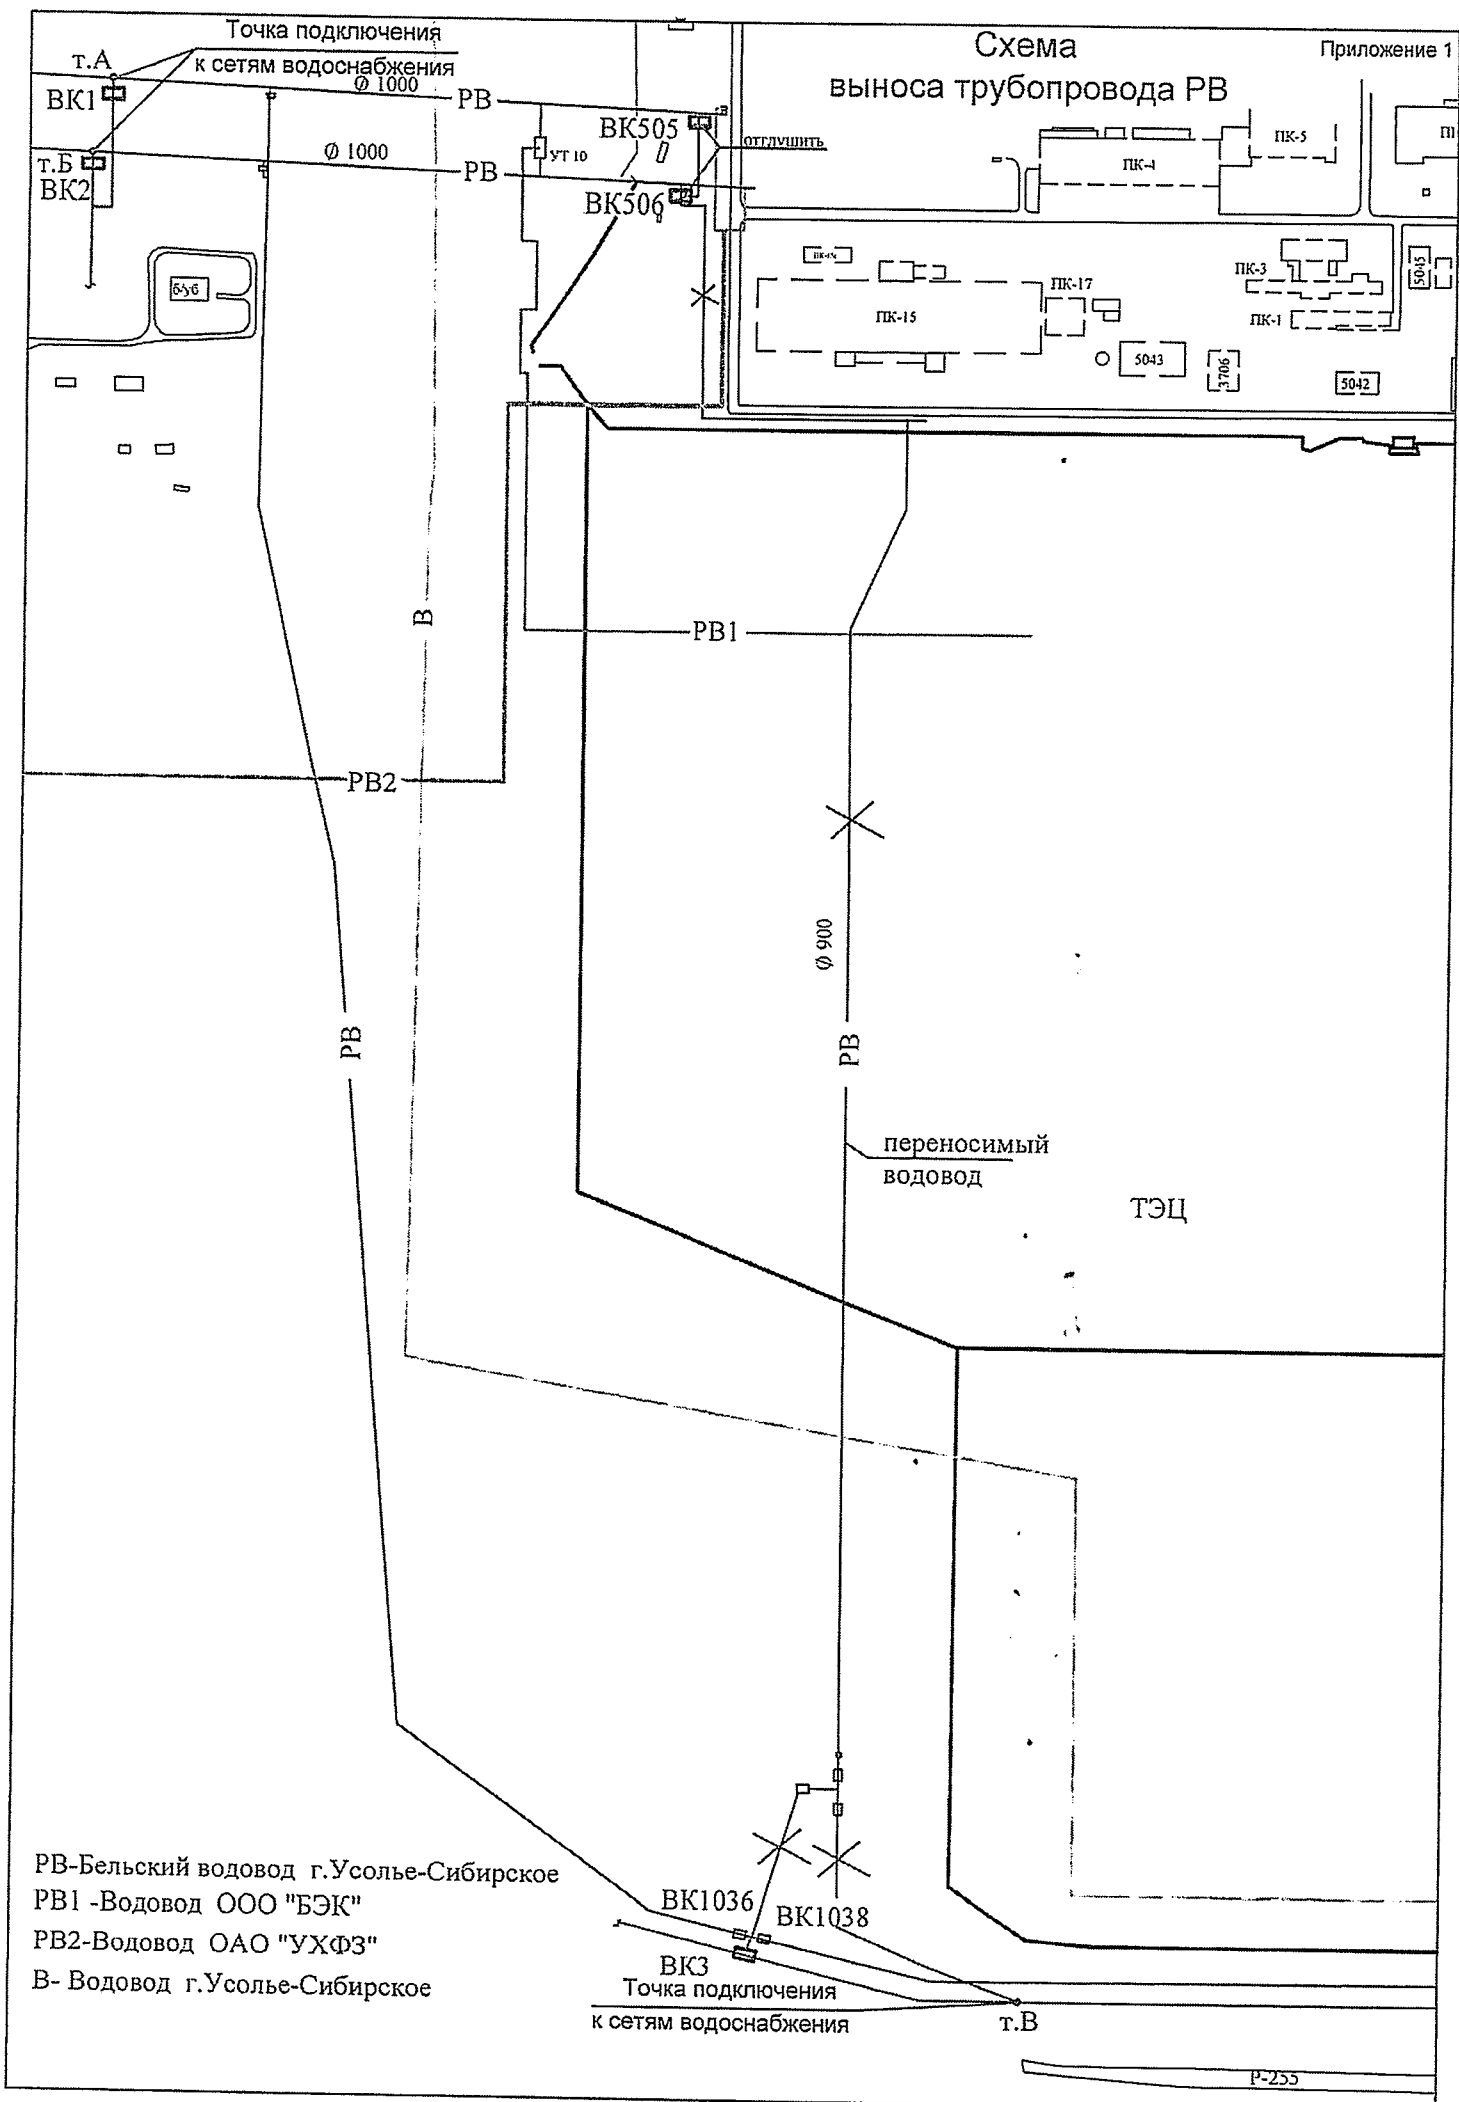 Приложение 1
Схема
выноса трубопровода РВ
Точка подключения
к сетям водоснабжения
т.А
ВК1
Ф 1000
РВ
ВК505
ОТГЛУШИТЬ
т.Б
ВК2
Ф 1000
УТ 10
РВ
ВК506
ПК-4
ПК-5
б/уб
ПК-15
ПК-17
ПК-3
ПК-1
5045
5043
3706
5042
В
РВ1
РВ2
Ф 900
РВ
РВ
переносимый
водовод
ТЭЦ
РВ-Бельский водовод г.Усолье-Сибирское
РВ1 -Водовод ООО "БЭК"
РВ2-Водовод ОАО "УХФЗ"
В- Водовод г.Усолье-Сибирское
ВК1036
ВК1038
ВК3
Точка подключения
к сетям водоснабжения
т.В
Р-255